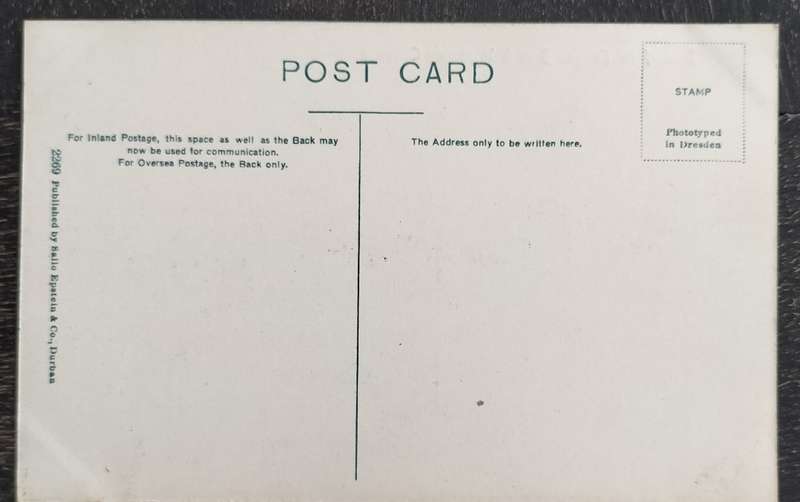 POST CARD
STAMP
Phototyped
in Dresden
For Inland Postage, this space as well as the Back may
now be used for communication.
For Oversea Postage, the Back only.
The Address only to be written here.
2269 Published by Sallo Epstein & Co., Durban